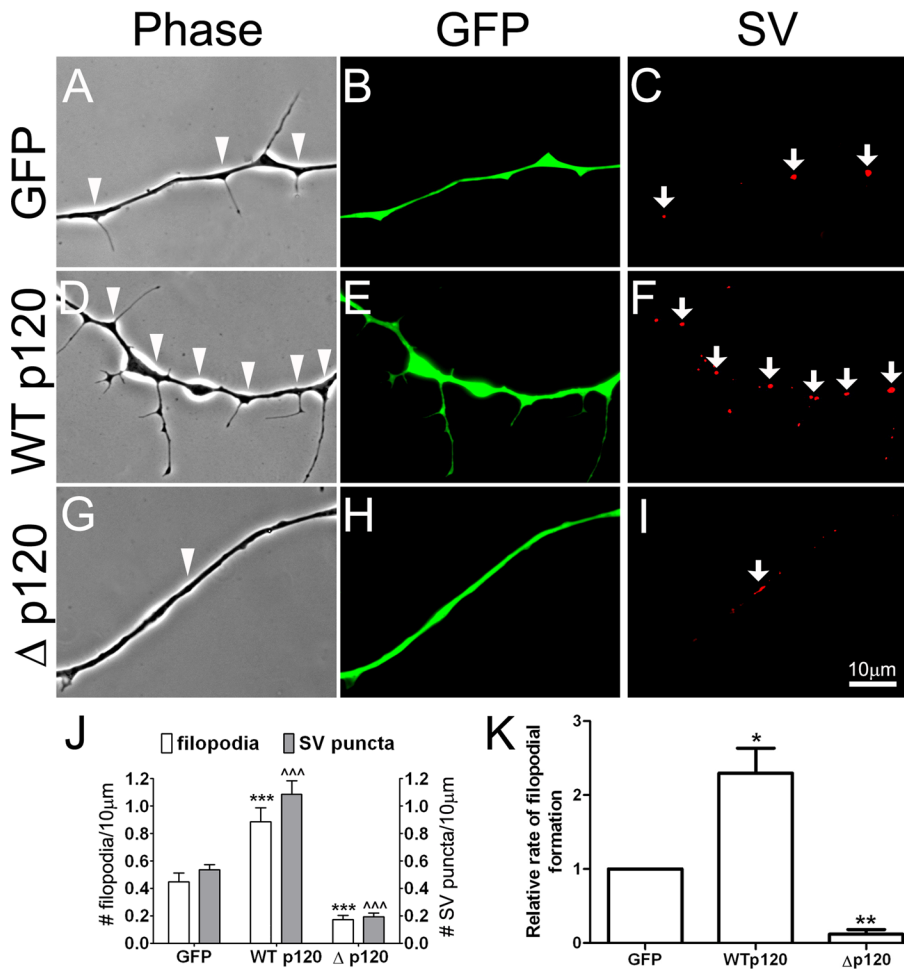 Phase GFP SV
GFP
A B C
WT p120
D E F
Δ p120
G H I
10μm
J
filopodia SV puncta
# filopodia/10μm
1.2
1.0
0.8
0.6
0.4
0.2
0.0
*** ^^^
*** ^^^
# SV puncta/10μm
1.2
1.0
0.8
0.6
0.4
0.2
0.0
GFP WT p120 Δ p120
K
Relative rate of filopodial
formation
3
2
1
0
*
**
GFP WTp120 Δp120